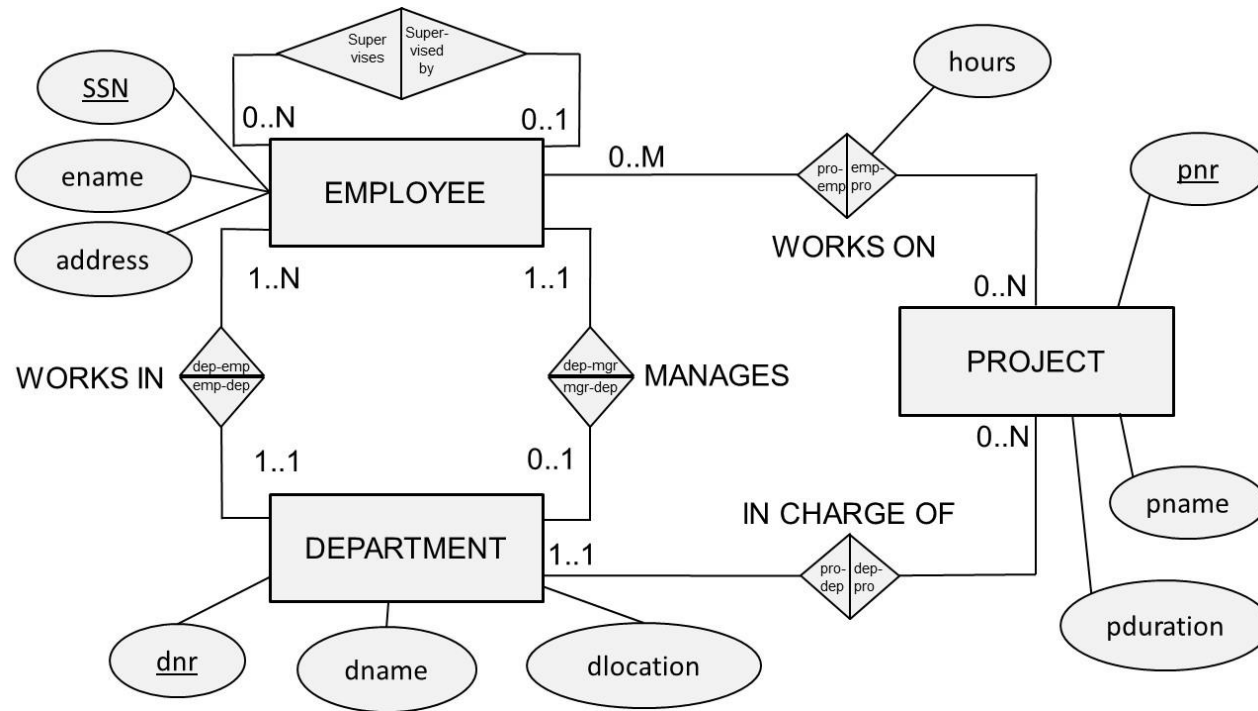 Super
vises
Super-
vised
by
SSN
hours
0..N
0..1
0..M
pro-
emp
emp-
pro
pnr
ename
EMPLOYEE
address
WORKS ON
1..N
1..1
0..N
WORKS IN
dep-emp
emp-dep
dep-mgr
mgr-dep
MANAGES
PROJECT
0..N
1..1
0..1
pname
IN CHARGE OF
DEPARTMENT
1..1
pro-
dep
dep-
pro
pduration
dnr
dname
dlocation